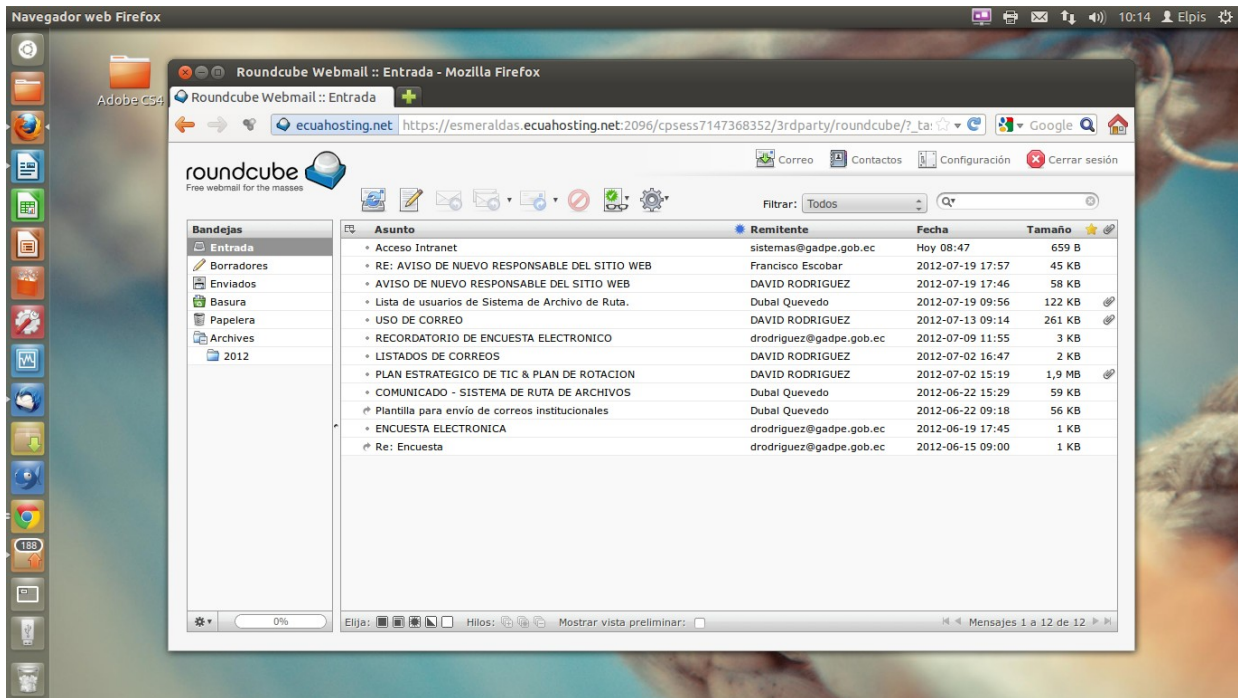 Navegador web Firefox
10:14 Elpis
Adobe CS4
Roundcube Webmail :: Entrada - Mozilla Firefox
Roundcube Webmail :: Entrada
ecuahosting.net https://esmeraldas.ecuahosting.net:2096/cpsess7147368352/3rdparty/roundcube/?_ta
Google
roundcube
Free webmail for the masses
Correo Contactos Configuración Cerrar sesión
Filtrar: Todos
Bandejas
Entrada
Borradores
Enviados
Basura
Papelera
Archives
2012
Asunto Remitente Fecha Tamaño
Acceso Intranet sistemas@gadpe.gob.ec Hoy 08:47 659 B
RE: AVISO DE NUEVO RESPONSABLE DEL SITIO WEB Francisco Escobar 2012-07-19 17:57 45 KB
AVISO DE NUEVO RESPONSABLE DEL SITIO WEB DAVID RODRIGUEZ 2012-07-19 17:46 58 KB
Lista de usuarios de Sistema de Archivo de Ruta. Dubal Quevedo 2012-07-19 09:56 122 KB
USO DE CORREO DAVID RODRIGUEZ 2012-07-13 09:14 261 KB
RECORDATORIO DE ENCUESTA ELECTRONICO drodriguez@gadpe.gob.ec 2012-07-09 11:55 3 KB
LISTADOS DE CORREOS DAVID RODRIGUEZ 2012-07-02 16:47 2 KB
PLAN ESTRATEGICO DE TIC & PLAN DE ROTACION DAVID RODRIGUEZ 2012-07-02 15:19 1,9 MB
COMUNICADO - SISTEMA DE RUTA DE ARCHIVOS Dubal Quevedo 2012-06-22 15:29 59 KB
Plantilla para envío de correos institucionales Dubal Quevedo 2012-06-22 09:18 56 KB
ENCUESTA ELECTRONICA drodriguez@gadpe.gob.ec 2012-06-19 17:45 1 KB
Re: Encuesta drodriguez@gadpe.gob.ec 2012-06-15 09:00 1 KB
188
0%
Elija: Hilos: Mostrar vista preliminar: Mensajes 1 a 12 de 12